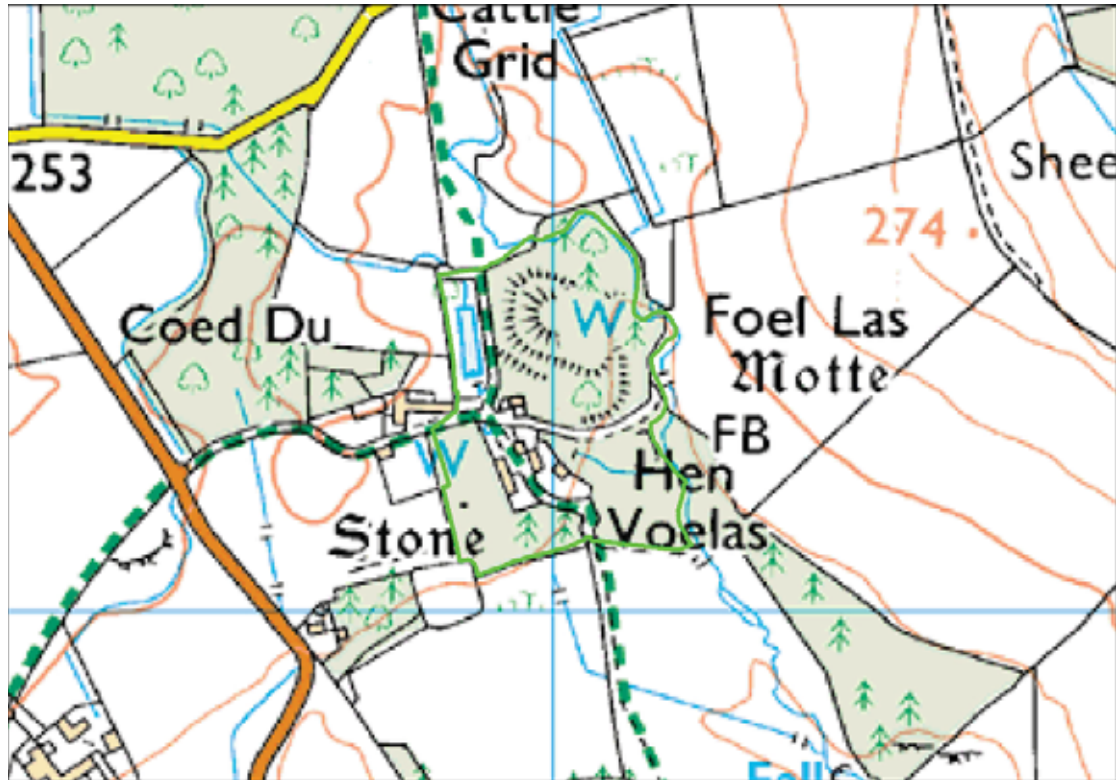 Cattle
Grid
253
Shee
274
Coed Du
W
Foel Las
Motte
FB
W
Hen
Voelas
Stone